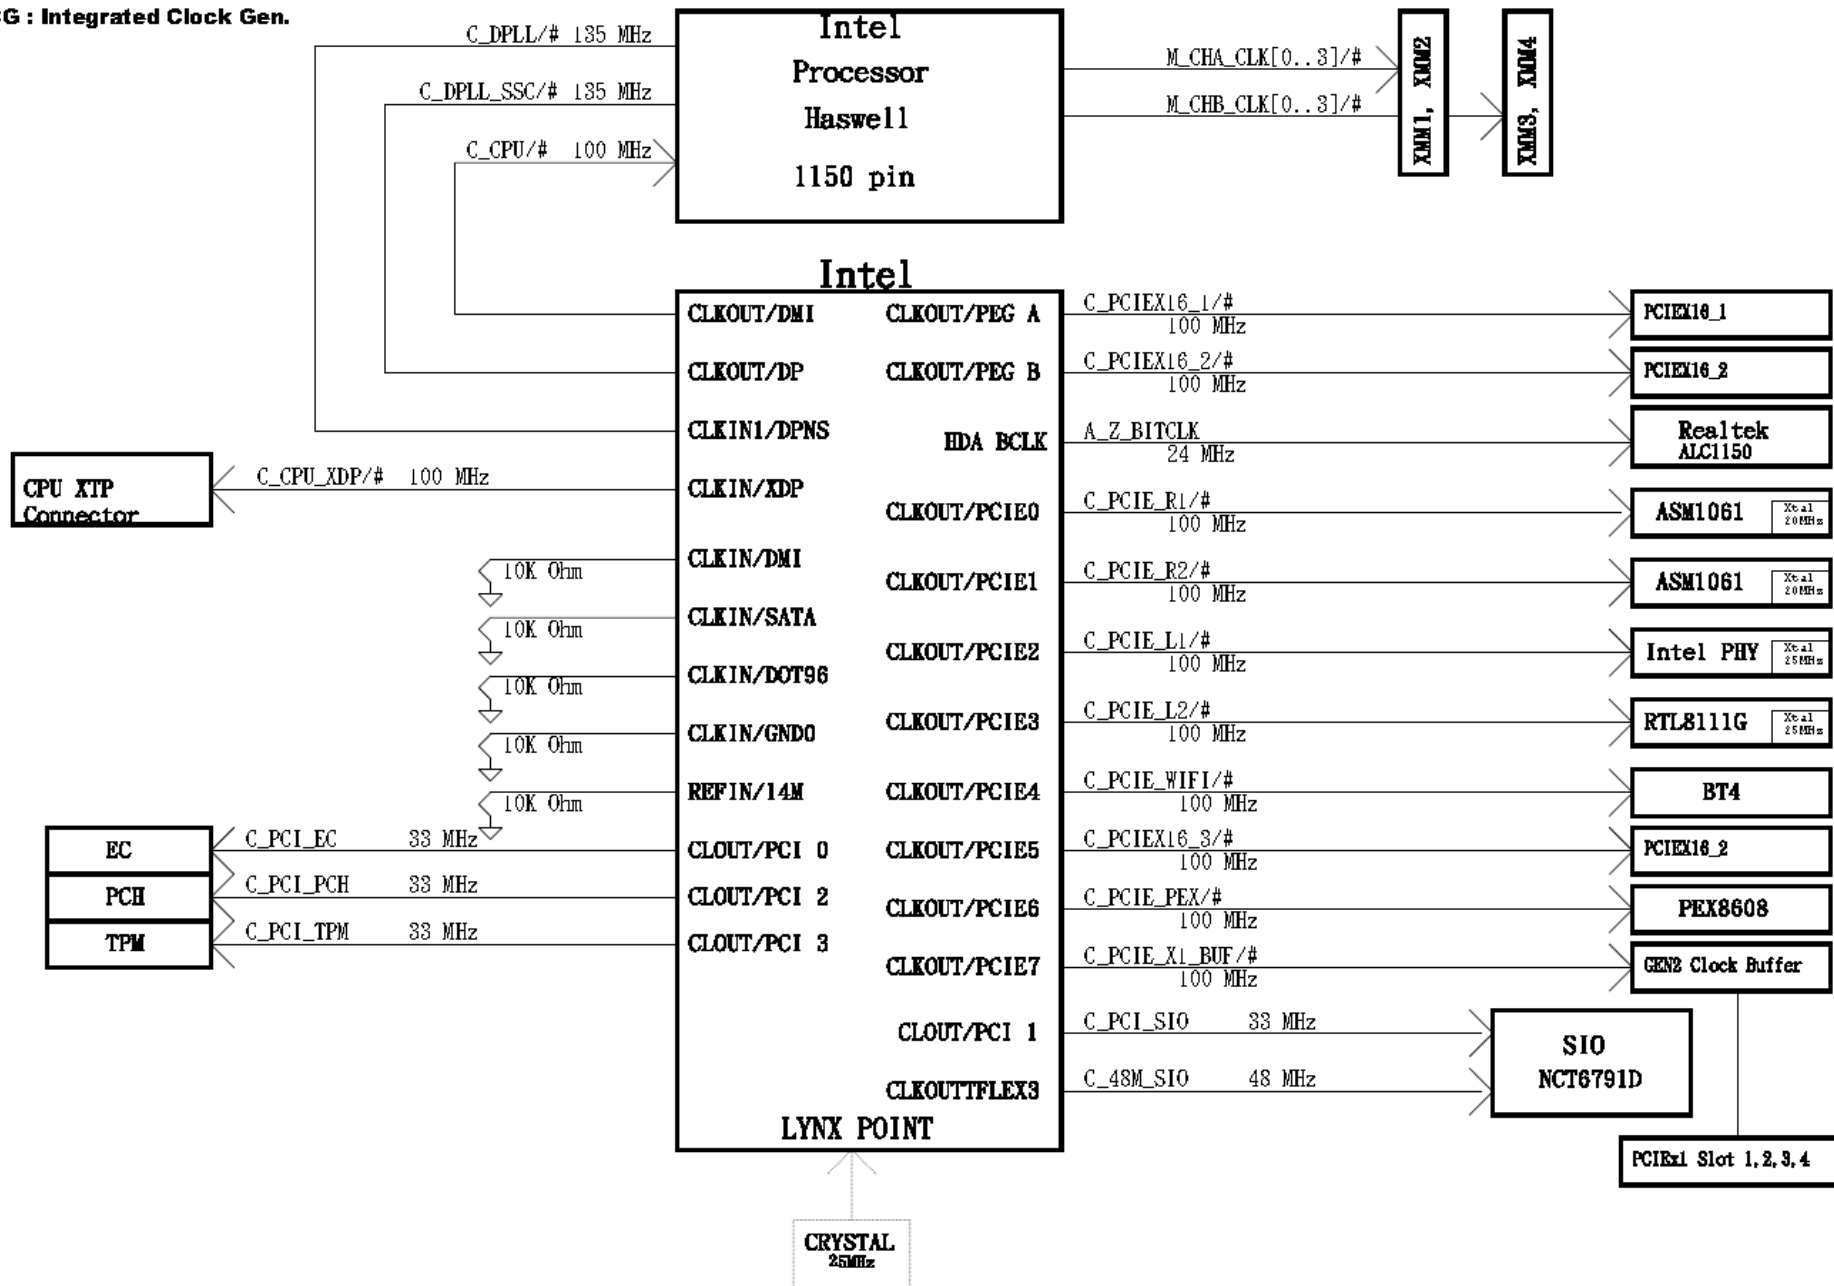 G : Integrated Clock Gen.
C_DPLL/# 135 MHz
C_DPLL_SSC/# 135 MHz
C_CPU/# 100 MHz
Intel
Processor
Haswell
1150 pin
M_CHA_CLK[0..3]/#
M_CHB_CLK[0..3]/#
XMM1, XMM2
XMM3, XMM4
Intel
CLKOUT/DMI
CLKOUT/DP
CLKIN1/DPNS
CLKIN/XDP
CLKIN/DMI
CLKIN/SATA
CLKIN/DOT96
CLKIN/GND0
REFIN/14M
CLOUT/PCI 0
CLOUT/PCI 2
CLOUT/PCI 3
CLKOUT/PEG A
CLKOUT/PEG B
HDA BCLK
CLKOUT/PCIE0
CLKOUT/PCIE1
CLKOUT/PCIE2
CLKOUT/PCIE3
CLKOUT/PCIE4
CLKOUT/PCIE5
CLKOUT/PCIE6
CLKOUT/PCIE7
CLOUT/PCI 1
CLKOUTTFLEX3
LYNX POINT
CPU XTP
Connector
C_CPU_XDP/# 100 MHz
10K Ohm
10K Ohm
10K Ohm
10K Ohm
10K Ohm
EC
C_PCI_EC 33 MHz
PCH
C_PCI_PCH 33 MHz
TPM
C_PCI_TPM 33 MHz
C_PCIEX16_1/#
100 MHz
PCIEX16_1
C_PCIEX16_2/#
100 MHz
PCIEX16_2
A_Z_BITCLK
24 MHz
Realtek
ALC1150
C_PCIE_R1/#
100 MHz
ASM1061
Xtal
20MHz
C_PCIE_R2/#
100 MHz
ASM1061
Xtal
20MHz
C_PCIE_L1/#
100 MHz
Intel PHY
Xtal
25MHz
C_PCIE_L2/#
100 MHz
RTL8111G
Xtal
25MHz
C_PCIE_WIFI/#
100 MHz
BT4
C_PCIEX16_3/#
100 MHz
PCIEX16_2
C_PCIE_PEX/#
100 MHz
PEX8608
C_PCIE_X1_BUF/#
100 MHz
GEN2 Clock Buffer
C_PCI_SIO 33 MHz
C_48M_SIO 48 MHz
SIO
NCT6791D
PCIEx1 Slot 1,2,3,4
CRYSTAL
25MHz